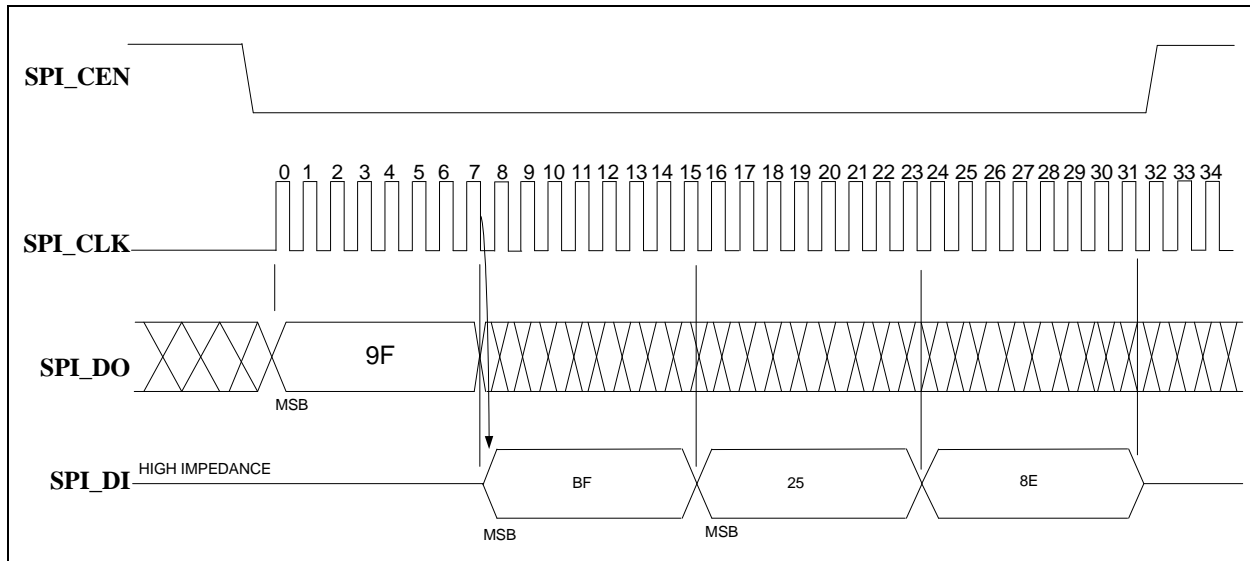 SPI_CEN
0 1 2 3 4 5 6 7 8 9 10 11 12 13 14 15 16 17 18 19 20 21 22 23 24 25 26 27 28 29 30 31 32 33 34
SPI_CLK
SPI_DO
9F
MSB
SPI_DI
HIGH IMPEDANCE
BF
25
8E
MSB
MSB